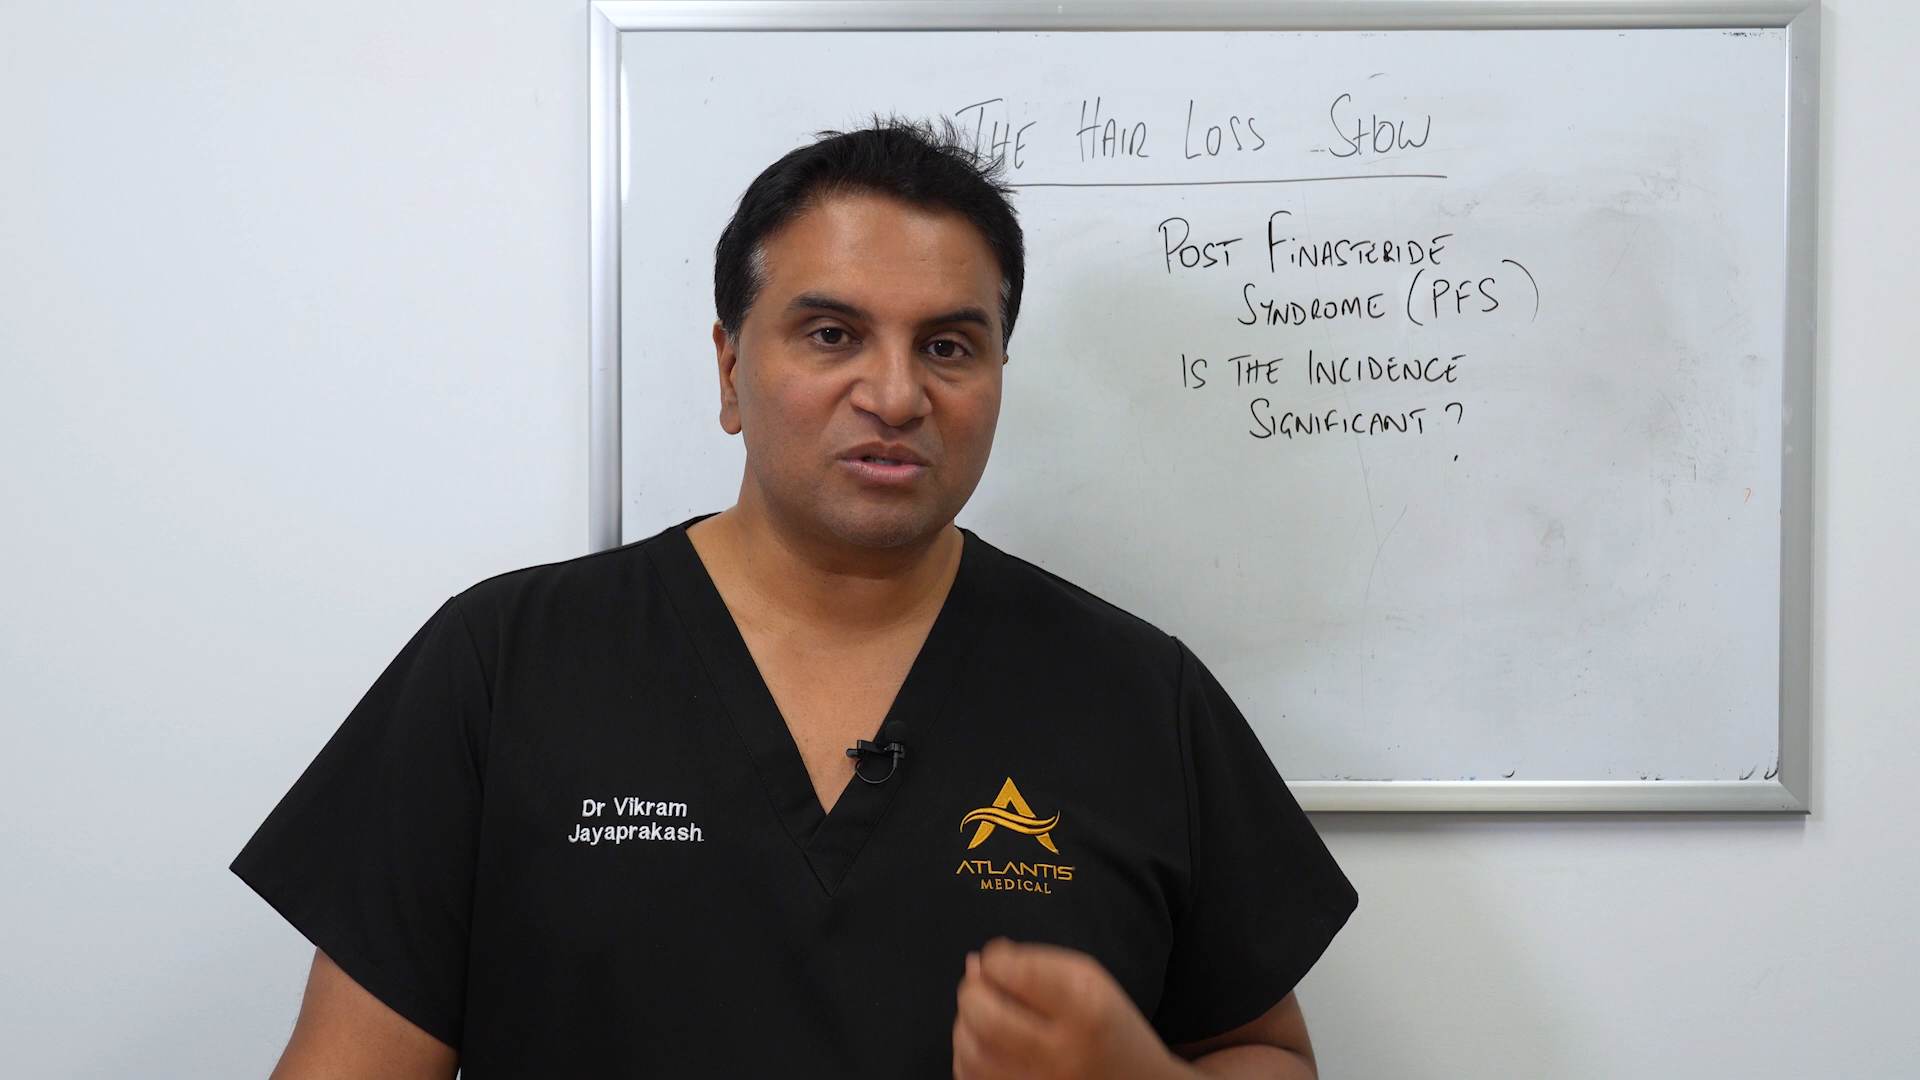 THE HAIR LOSS SHOW
POST FINASTERIDE
SYNDROME (PFS)
IS THE INCIDENCE
SIGNIFICANT?
Dr Vikram
Jayaprakash
ATLANTIS
MEDICAL